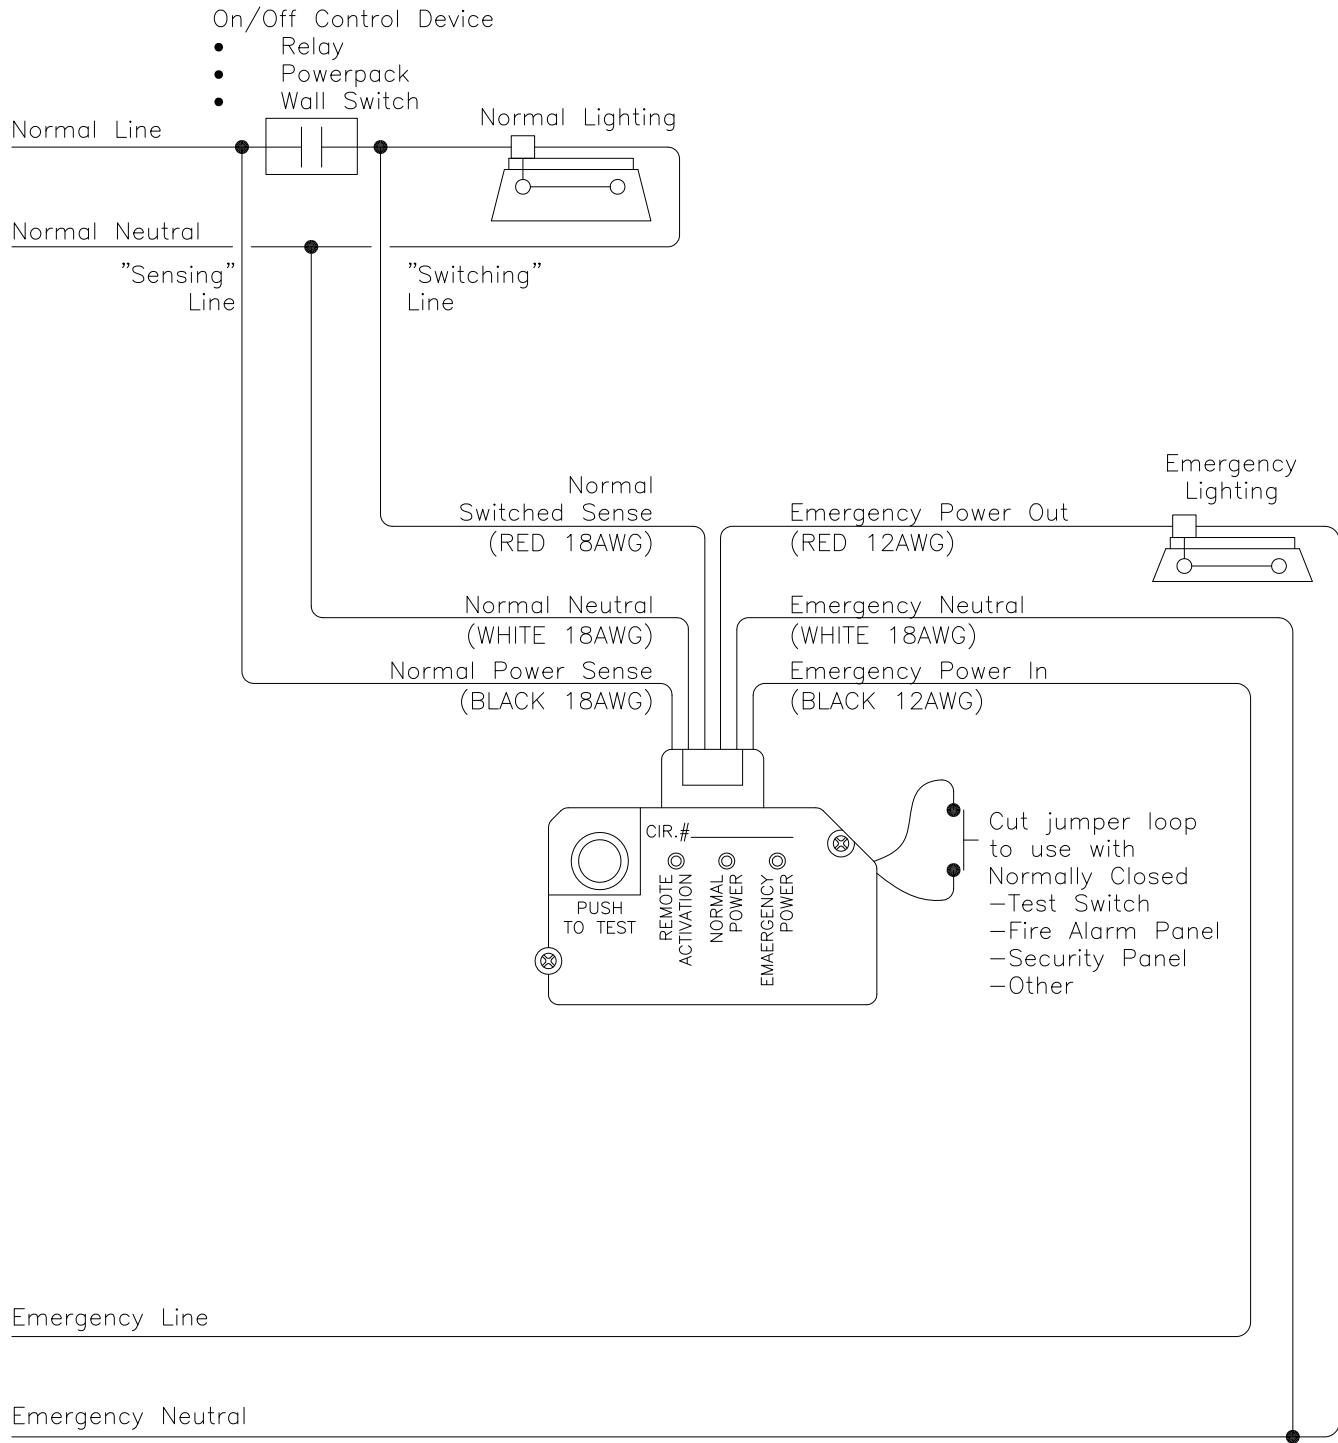 On/Off Control Device
• Relay
• Powerpack
• Wall Switch
Normal Line
Normal Lighting
Normal Neutral
"Sensing"
Line
"Switching"
Line
Normal
Switched Sense
(RED 18AWG)
Emergency Power Out
(RED 12AWG)
Emergency
Lighting
Normal Neutral
(WHITE 18AWG)
Emergency Neutral
(WHITE 18AWG)
Normal Power Sense
(BLACK 18AWG)
Emergency Power In
(BLACK 12AWG)
CIR.#
PUSH
TO TEST
REMOTE
ACTIVATION
NORMAL
POWER
EMAERGENCY
POWER
Cut jumper loop
to use with
Normally Closed
-Test Switch
-Fire Alarm Panel
-Security Panel
-Other
Emergency Line
Emergency Neutral